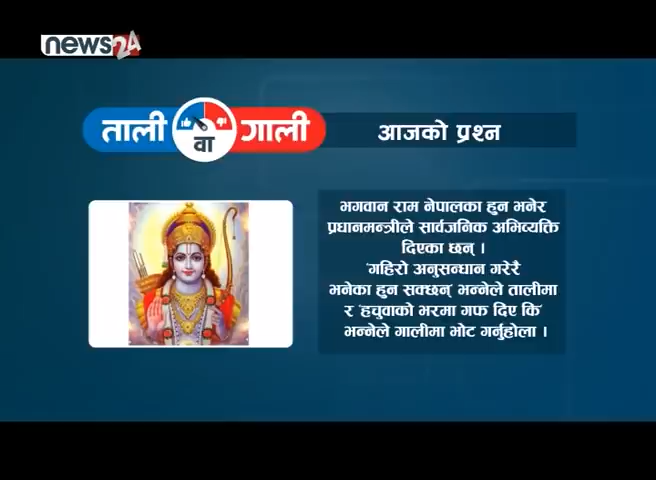 news24
ताली वा गाली
आजको प्रश्न
भगवान राम नेपालका हुन भनेर
प्रधानमन्त्रीले सार्वजनिक अभिव्यक्ति
दिएका छन् ।
'गहिरो अनुसन्धान गरेरै
भनेका हुन सक्छन्' भन्नेले तालीमा
र 'हचुवाको भरमा गफ दिए कि'
भन्नेले गालीमा भोट गर्नुहोला ।